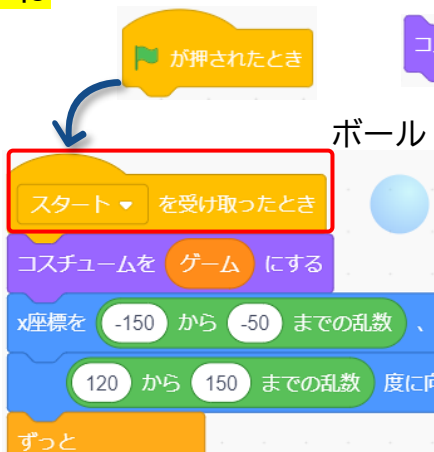 が押されたとき
コ
ボール
スタート を受け取ったとき
コスチュームを ゲーム にする
x座標を -150 から -50 までの乱数 、
120 から 150 までの乱数 度に向
ずっと